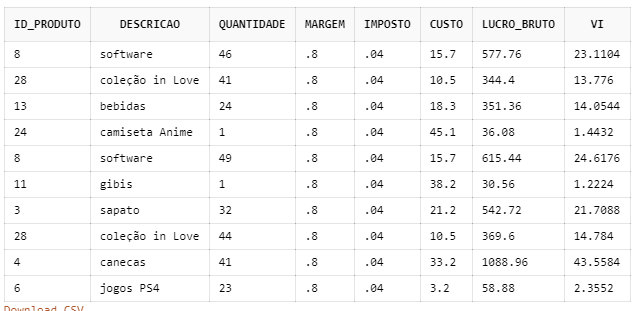 ID_PRODUTO DESCRICAO QUANTIDADE MARGEM IMPOSTO CUSTO LUCRO_BRUTO VI
8 software 46 .8 .04 15.7 577.76 23.1104
28 coleção in Love 41 .8 .04 10.5 344.4 13.776
13 bebidas 24 .8 .04 18.3 351.36 14.0544
24 camiseta Anime 1 .8 .04 45.1 36.08 1.4432
8 software 49 .8 .04 15.7 615.44 24.6176
11 gibis 1 .8 .04 38.2 30.56 1.2224
3 sapato 32 .8 .04 21.2 542.72 21.7088
28 coleção in Love 44 .8 .04 10.5 369.6 14.784
4 canecas 41 .8 .04 33.2 1088.96 43.5584
6 jogos PS4 23 .8 .04 3.2 58.88 2.3552
Download CSV